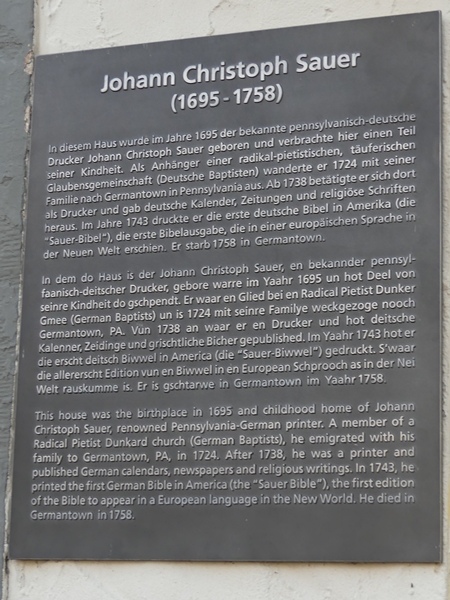 Johann Christoph Sauer
(1695 - 1758)
In diesem Haus wurde im Jahre 1695 der bekannte pennsylvanisch-deutsche
Drucker Johann Christoph Sauer geboren und verbrachte hier einen Teil
seiner Kindheit. Als Anhänger einer radikal-pietistischen, täuferischen
Glaubensgemeinschaft (Deutsche Baptisten) wanderte er 1724 mit seiner
Familie nach Germantown in Pennsylvania aus. Ab 1738 betätigte er sich dort
als Drucker und gab deutsche Kalender, Zeitungen und religiöse Schriften
heraus. Im Jahre 1743 druckte er die erste deutsche Bibel in Amerika (die
"Sauer-Bibel"), die erste Bibelausgabe, die in einer europäischen Sprache in
der Neuen Welt erschien. Er starb 1758 in Germantown.
In dem do Haus is der Johann Christoph Sauer, en bekannder pennsyl-
faanisch-deitscher Drucker, gebore warre im Yaahr 1695 un hot Deel von
seinre Kindheit do gschpendt. Er waar en Glied bei en Radical Pietist Dunker
Gmee (German Baptists) un is 1724 mit seinre Familye weckgezoge nooch
Germantown, PA. Vun 1738 an waar er en Drucker und hot deitsche
Kalenner, Zeidinge und grischtliche Bicher gepublished. Im Yaahr 1743 hot er
die erscht deitsch Biwwel in America (die "Sauer-Biwwel") gedruckt. S'waar
die allererscht Edition vun en Biwwel in en European Schprooch as in der Nei
Welt rauskumme is. Er is gschtarwe in Germantown im Yaahr 1758.
This house was the birthplace in 1695 and childhood home of Johann
Christoph Sauer, renowned Pennsylvania-German printer. A member of a
Radical Pietist Dunkard church (German Baptists), he emigrated with his
family to Germantown, PA, in 1724. After 1738, he was a printer and
published German calendars, newspapers and religious writings. In 1743, he
printed the first German Bible in America (the "Sauer Bible"), the first edition
of the Bible to appear in a European language in the New World. He died in
Germantown in 1758.